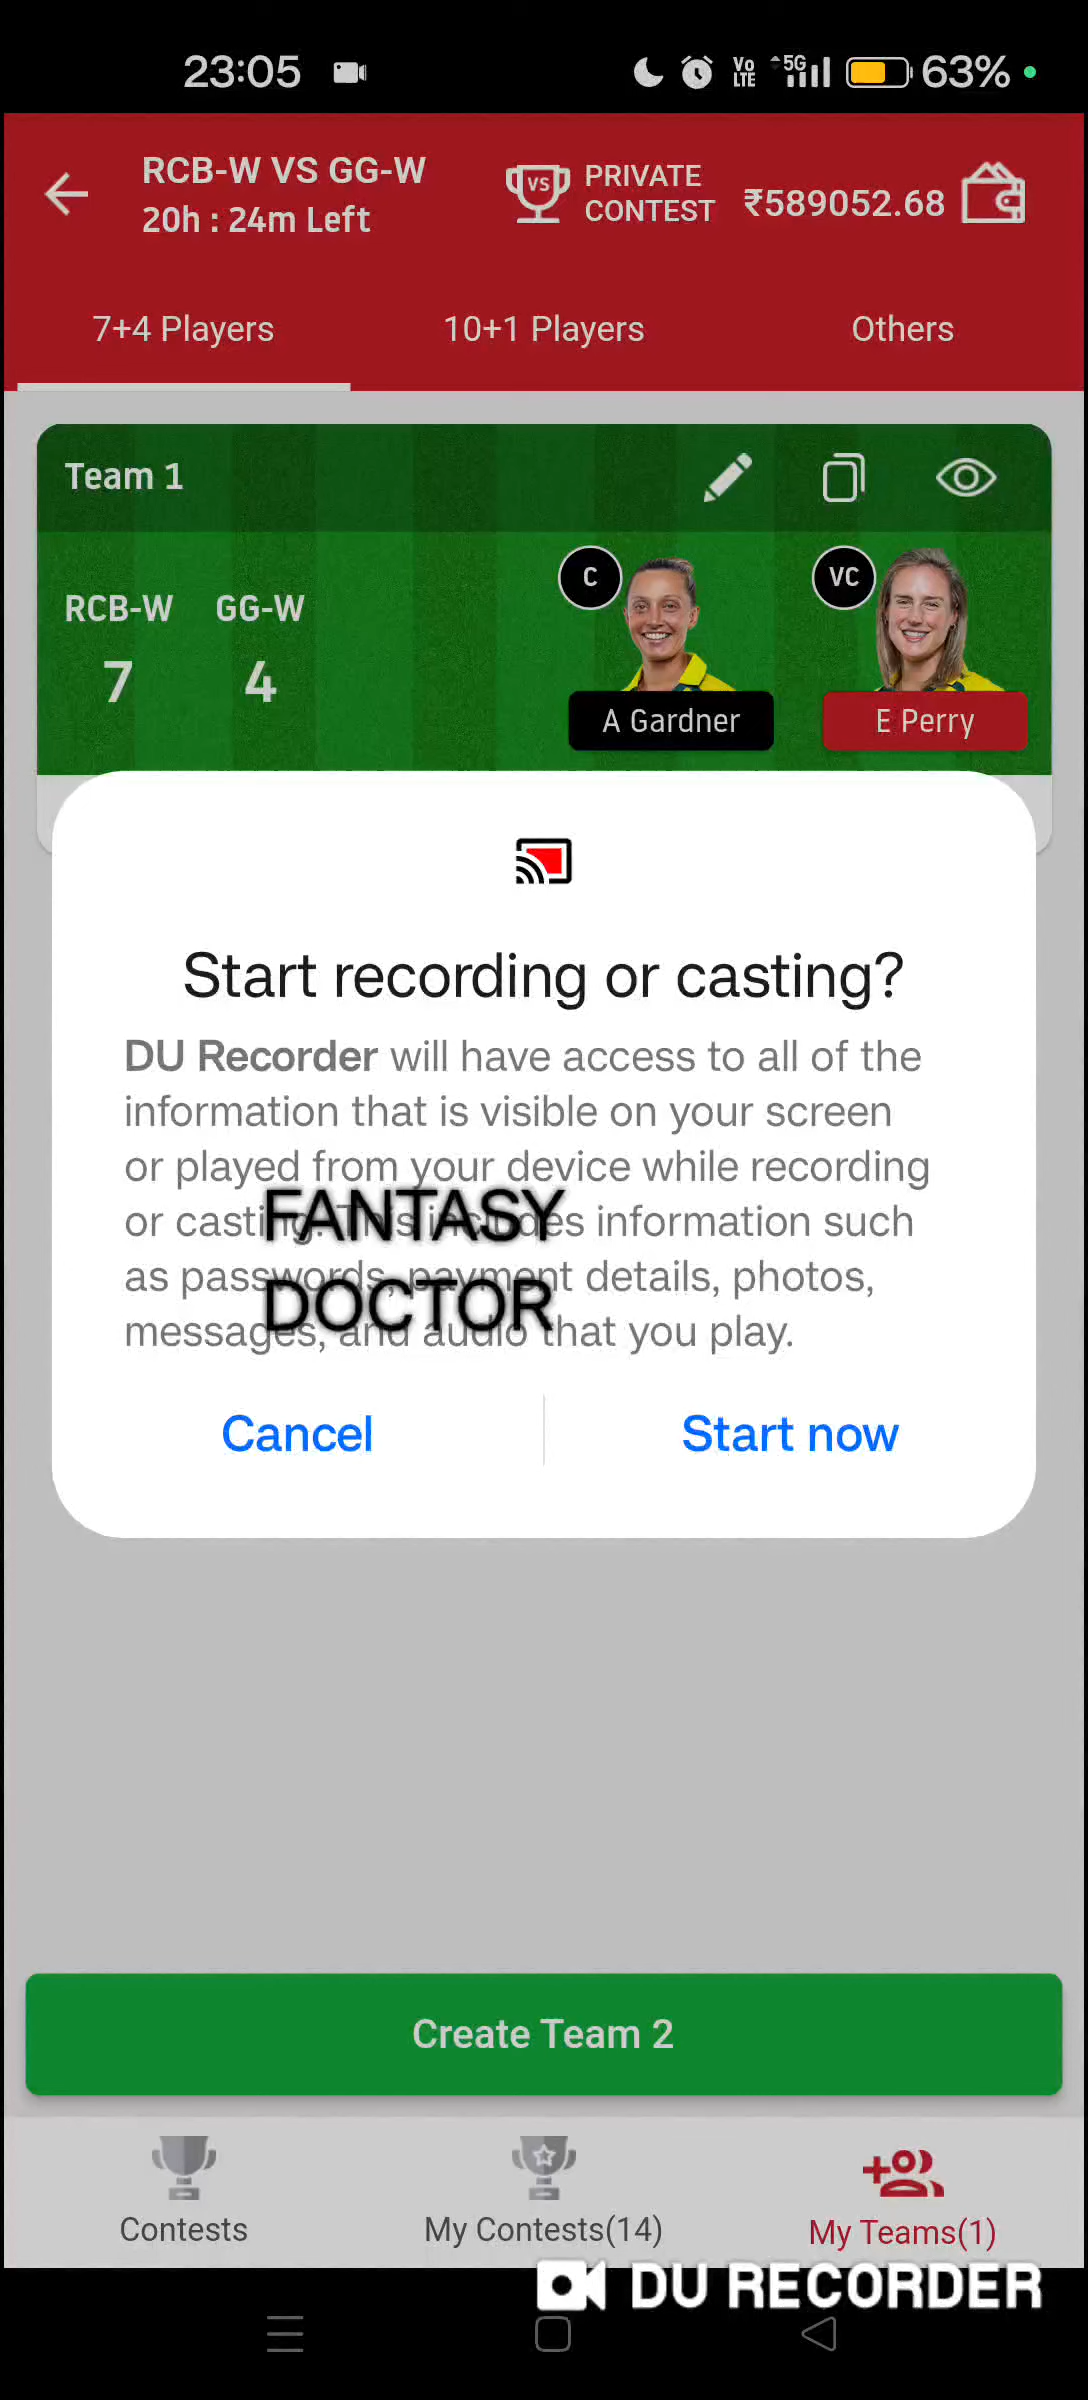 23:05
Vo LTE 5G 63%
RCB-W VS GG-W
20h : 24m Left
VS
PRIVATE
CONTEST
₹589052.68
7+4 Players
10+1 Players
Others
Team 1
RCB-W GG-W
7 4
C
VC
A Gardner
E Perry
Start recording or casting?
DU Recorder will have access to all of the
information that is visible on your screen
or played from your device while recording
or casting. This includes information such
as passwords, payment details, photos,
messages, and audio that you play.
FANTASY
DOCTOR
Cancel
Start now
Create Team 2
Contests
My Contests(14)
My Teams(1)
DU RECORDER